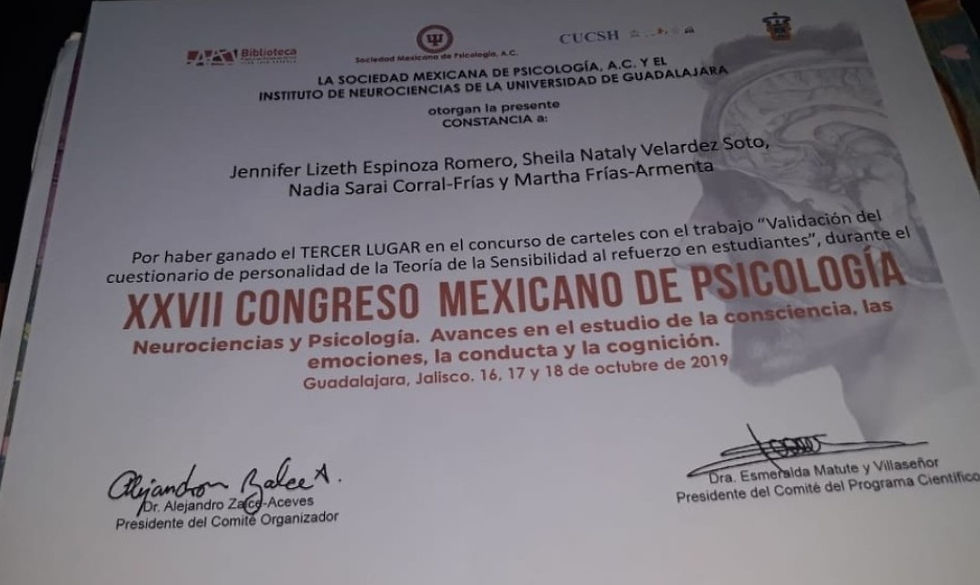 Biblioteca
Sociedad Mexicana de Psicología, A.C.
CUCSH
LA SOCIEDAD MEXICANA DE PSICOLOGÍA, A.C. Y EL
INSTITUTO DE NEUROCIENCIAS DE LA UNIVERSIDAD DE GUADALAJARA
otorgan la presente
CONSTANCIA a:
Jennifer Lizeth Espinoza Romero, Sheila Nataly Velardez Soto,
Nadia Sarai Corral-Frías y Martha Frías-Armenta
Por haber ganado el TERCER LUGAR en el concurso de carteles con el trabajo “Validación del
cuestionario de personalidad de la Teoría de la Sensibilidad al refuerzo en estudiantes”, durante el
XXVII CONGRESO MEXICANO DE PSICOLOGÍA
Neurociencias y Psicología. Avances en el estudio de la consciencia, las
emociones, la conducta y la cognición.
Guadalajara, Jalisco. 16, 17 y 18 de octubre de 2019
Dr. Alejandro Zalce-Aceves
Presidente del Comité Organizador
Dra. Esmeralda Matute y Villaseñor
Presidente del Comité del Programa Científico